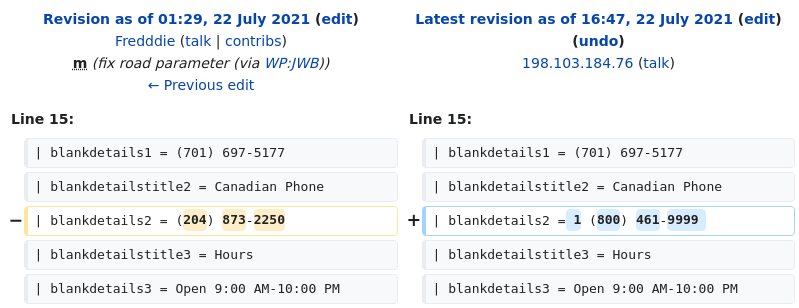 Revision as of 01:29, 22 July 2021 (edit)
Fredddie (talk | contribs)
m (fix road parameter (via WP:JWB))
← Previous edit
Latest revision as of 16:47, 22 July 2021 (edit)
(undo)
198.103.184.76 (talk)
Line 15:
Line 15:
| blankdetails1 = (701) 697-5177
| blankdetails1 = (701) 697-5177
| blankdetailstitle2 = Canadian Phone
| blankdetailstitle2 = Canadian Phone
− | blankdetails2 = (204) 873-2250
+ | blankdetails2 = 1 (800) 461-9999
| blankdetailstitle3 = Hours
| blankdetailstitle3 = Hours
| blankdetails3 = Open 9:00 AM-10:00 PM
| blankdetails3 = Open 9:00 AM-10:00 PM